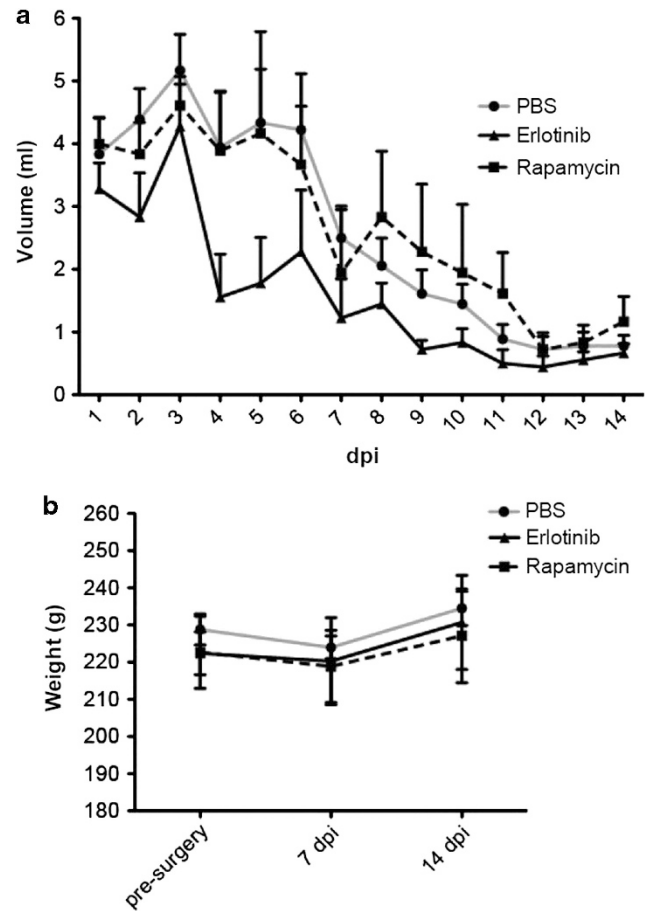 a
6
5
4
3
2
1
0
Volume (ml)
PBS
Erlotinib
Rapamycin
1 2 3 4 5 6 7 8 9 10 11 12 13 14
dpi
b
260
250
240
230
220
210
200
190
180
Weight (g)
PBS
Erlotinib
Rapamycin
pre-surgery 7 dpi 14 dpi